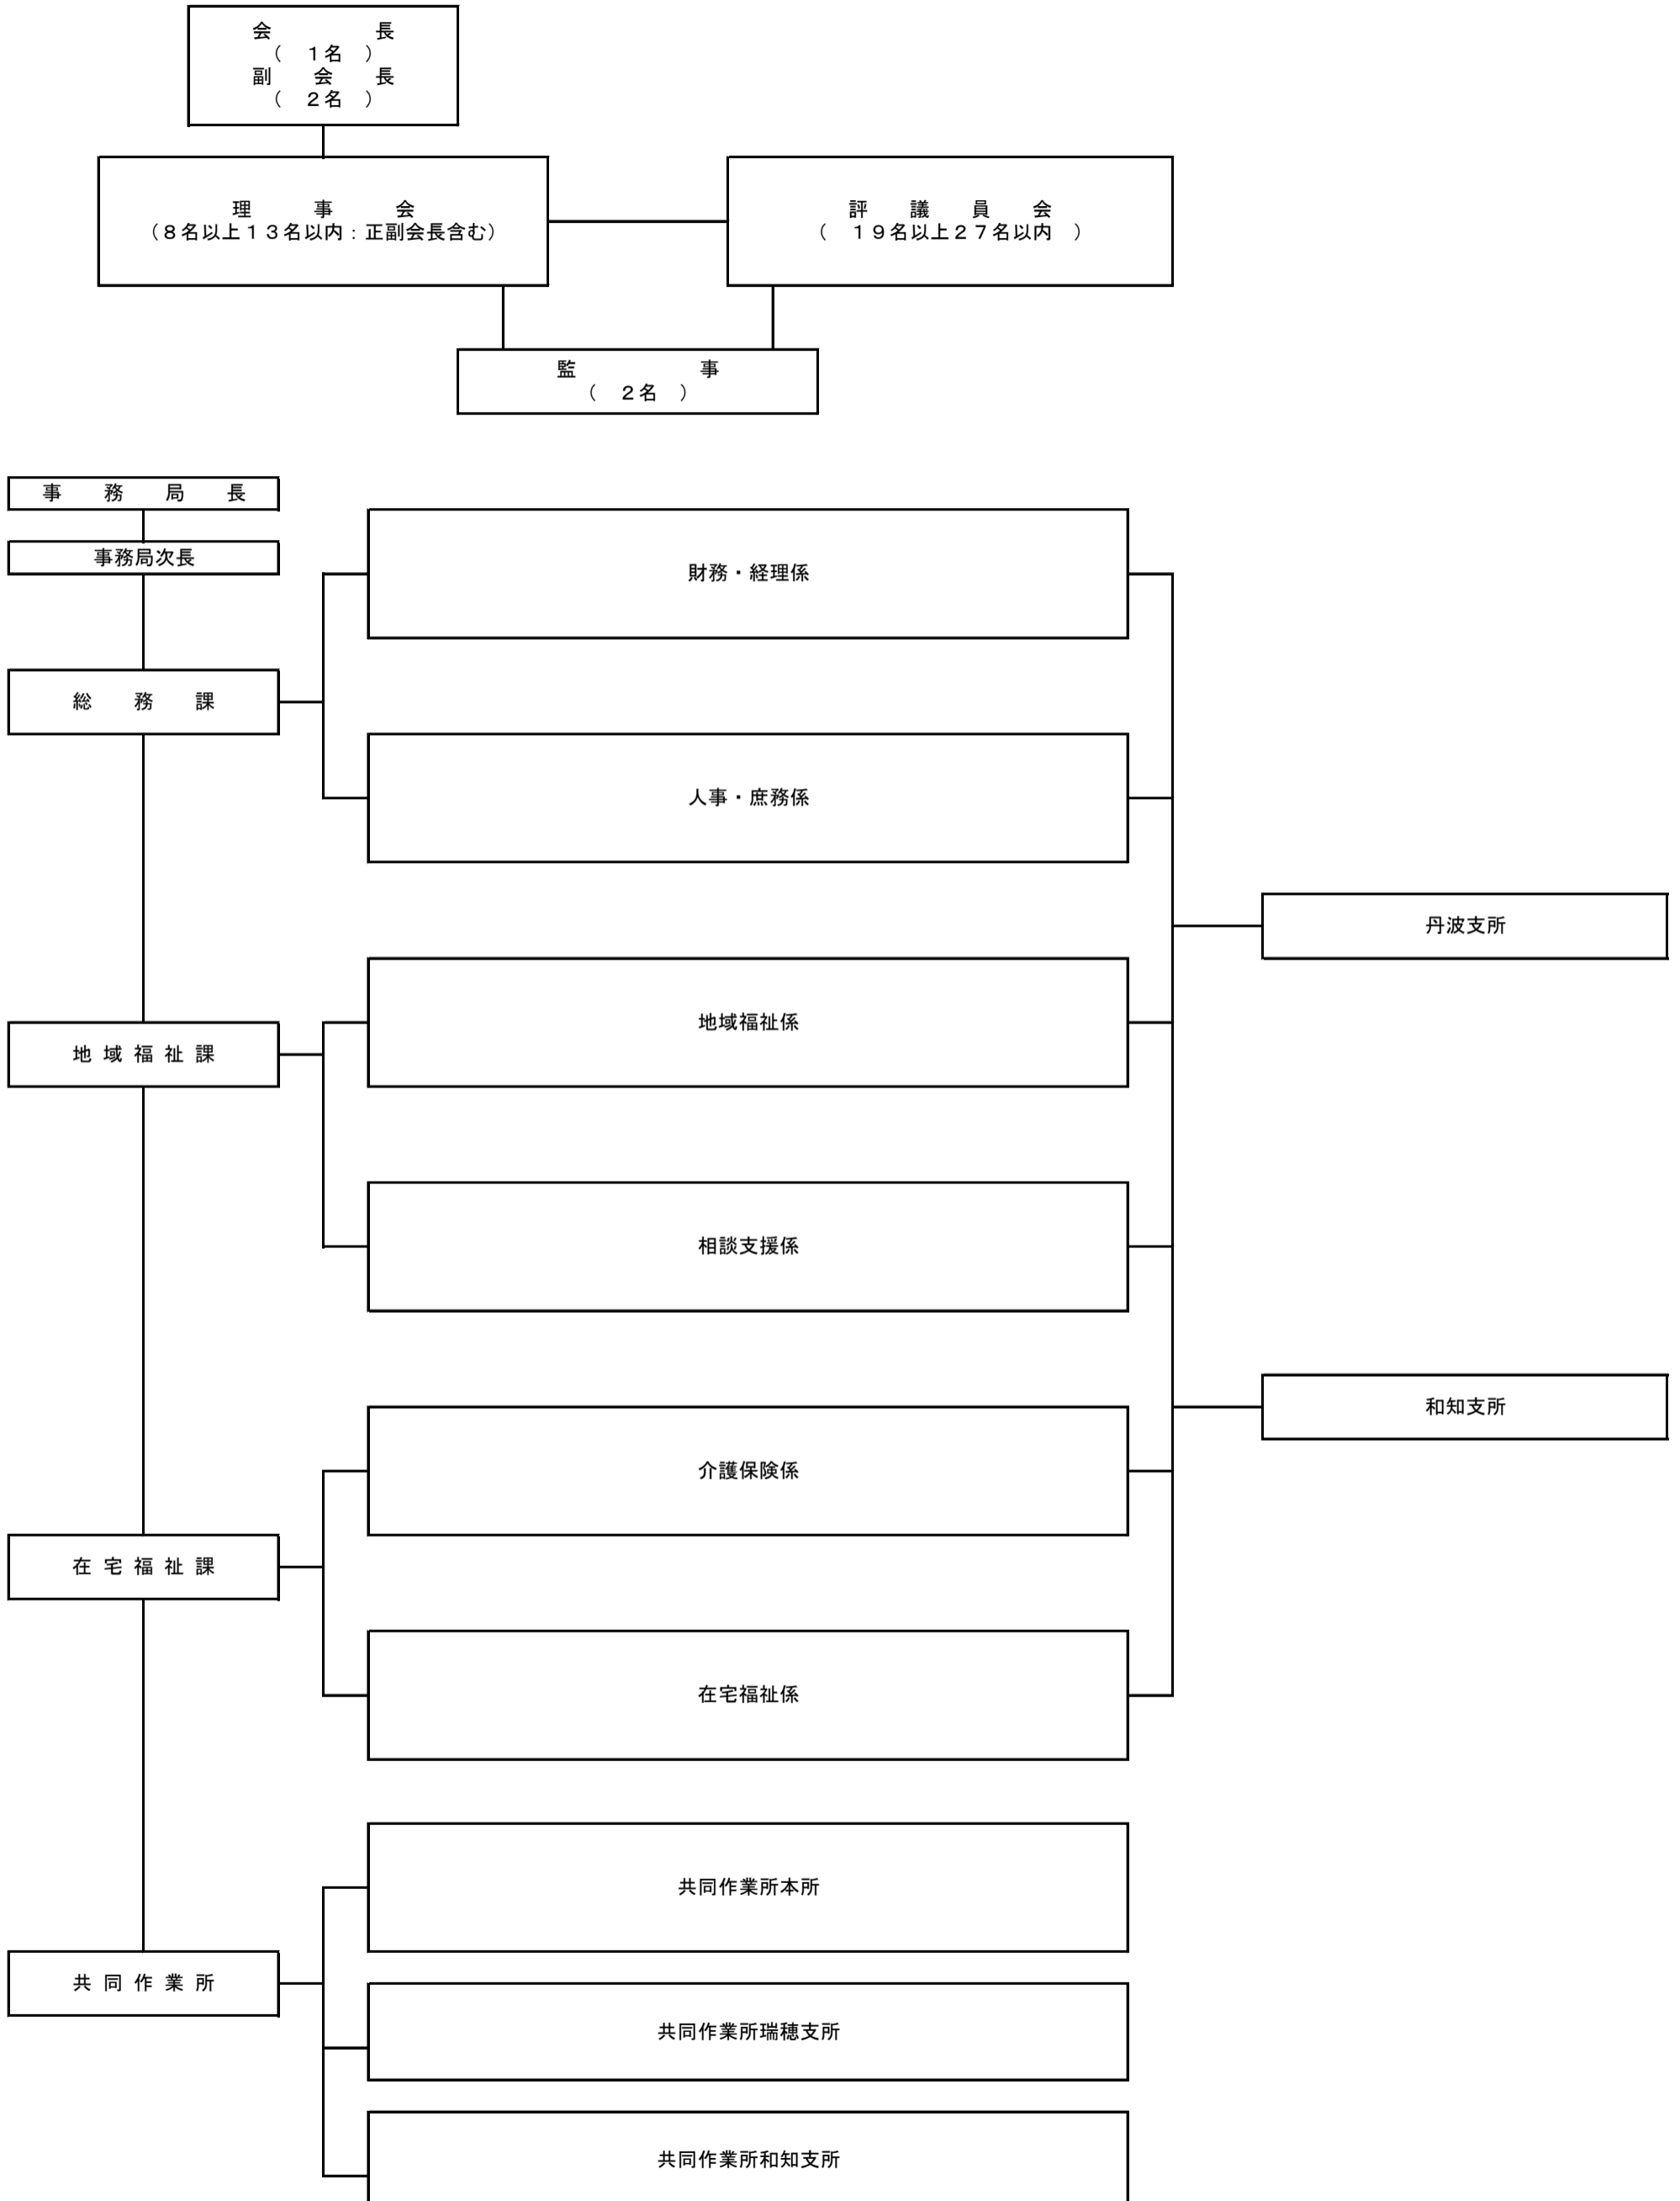 会　　　　　長
（　１名　）
副　　会　　長
（　２名　）
理　　　事　　　会
（８名以上１３名以内：正副会長含む）
評　　議　　員　　会
（　１９名以上２７名以内　）
監　　　　　　事
（　２名　）
事　　務　　局　　長
事務局次長
財務・経理係
総　　務　　課
人事・庶務係
丹波支所
地域福祉係
地 域 福 祉 課
相談支援係
和知支所
介護保険係
在 宅 福 祉 課
在宅福祉係
共同作業所本所
共 同 作 業 所
共同作業所瑞穂支所
共同作業所和知支所